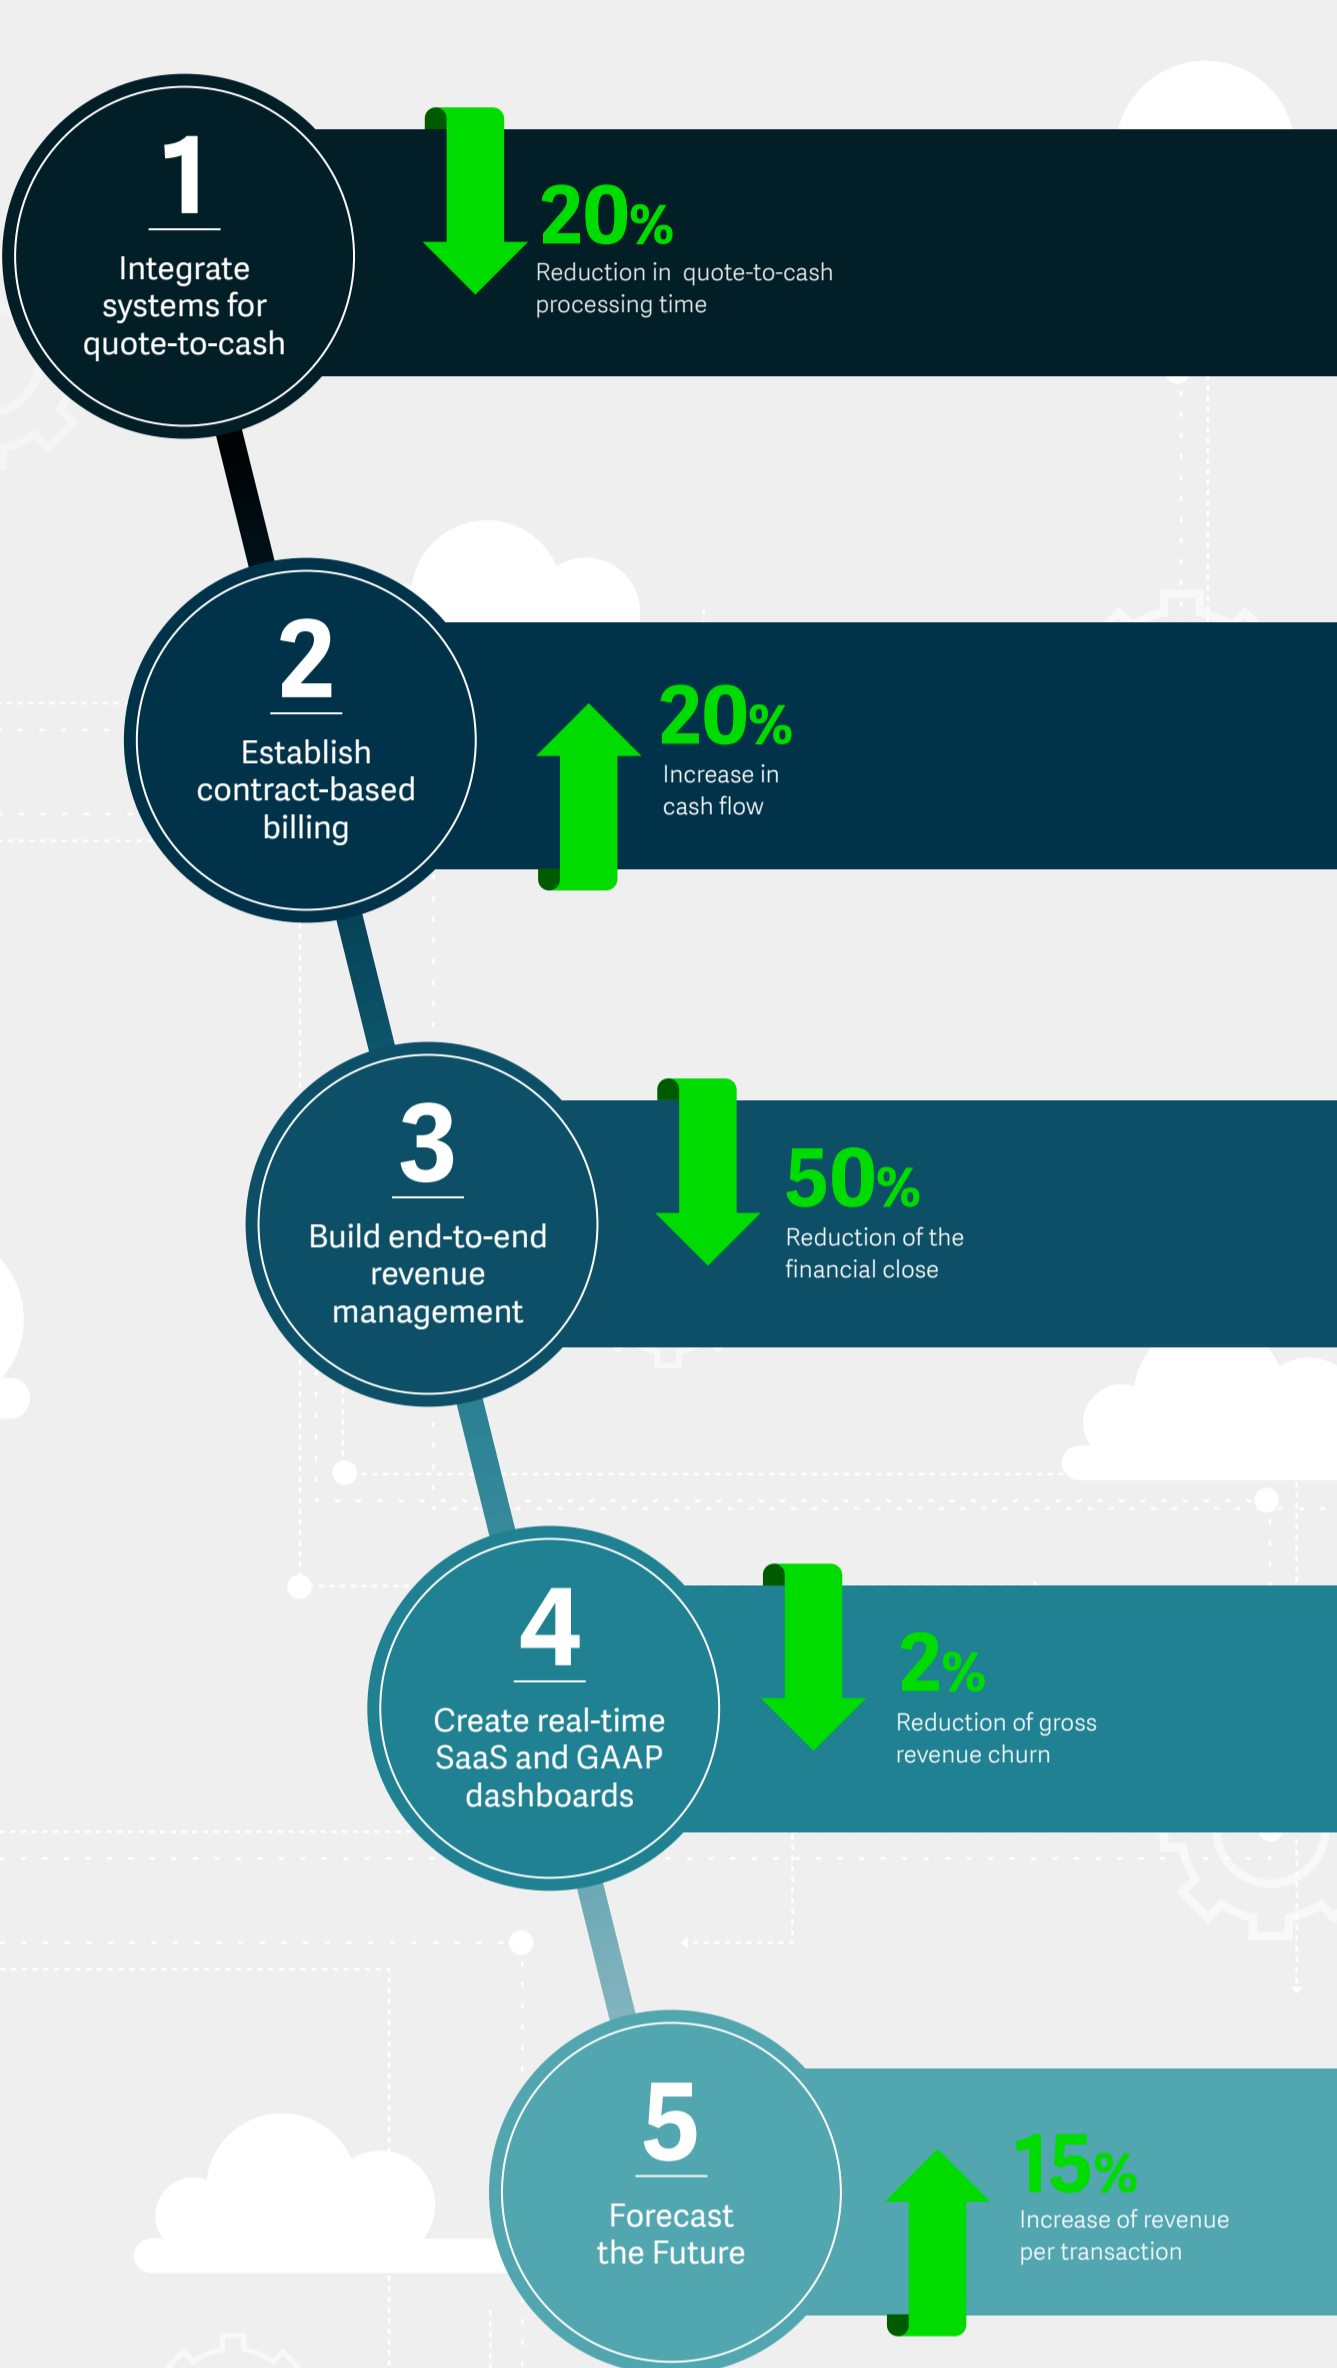 1
Integrate
systems for
quote-to-cash
20%
Reduction in quote-to-cash
processing time
2
Establish
contract-based
billing
20%
Increase in
cash flow
3
Build end-to-end
revenue
management
50%
Reduction of the
financial close
4
Create real-time
SaaS and GAAP
dashboards
2%
Reduction of gross
revenue churn
5
Forecast
the Future
15%
Increase of revenue
per transaction